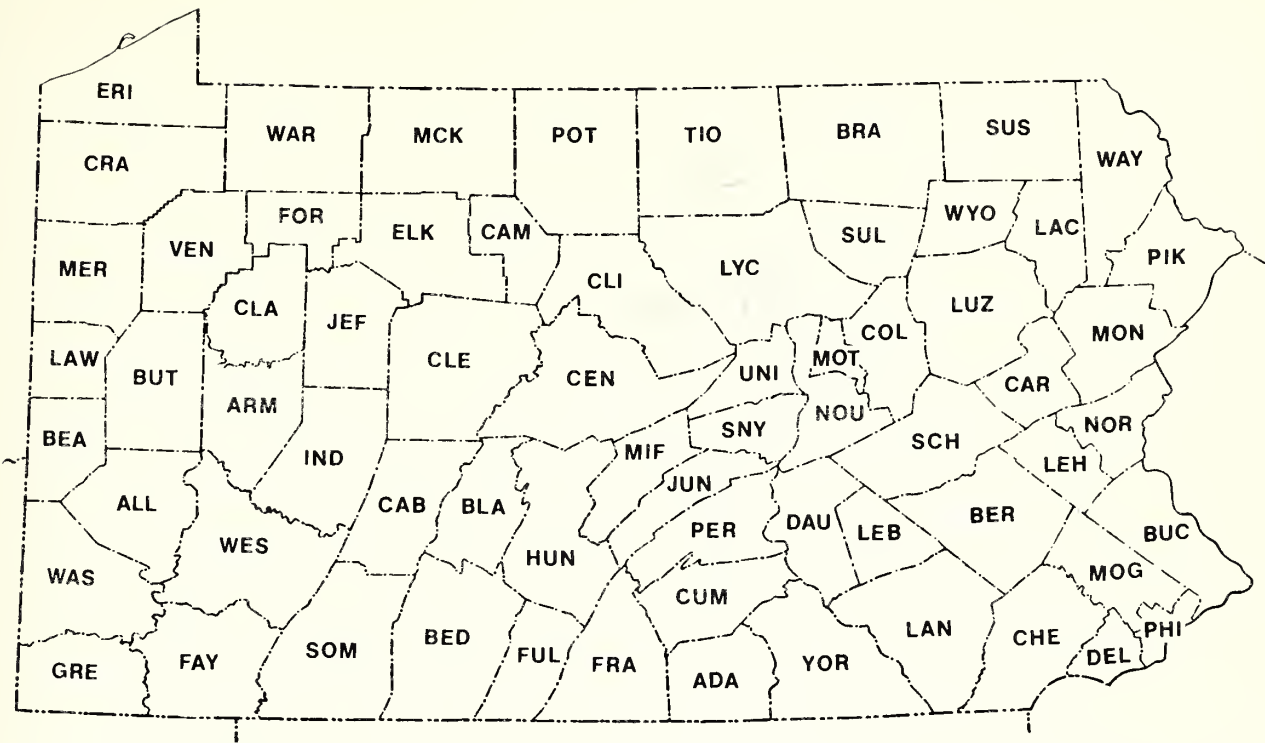 ERI
WAR
MCK
POT
TIO
BRA
SUS
CRA
WAY
FOR
VEN
ELK
CAM
SUL
WYO
LAC
MER
CLI
LYC
PIK
CLA
JEF
LUZ
LAW
BUT
CLE
CEN
UNI
MOT
COL
MON
CAR
ARM
BEA
IND
SNY
NOU
SCH
NOR
MIF
LEH
ALL
CAB
BLA
JUN
WES
HUN
PER
DAU
LEB
BER
BUC
WAS
CUM
MOG
GRE
FAY
SOM
BED
FUL
FRA
ADA
YOR
LAN
CHE
DEL
PHI